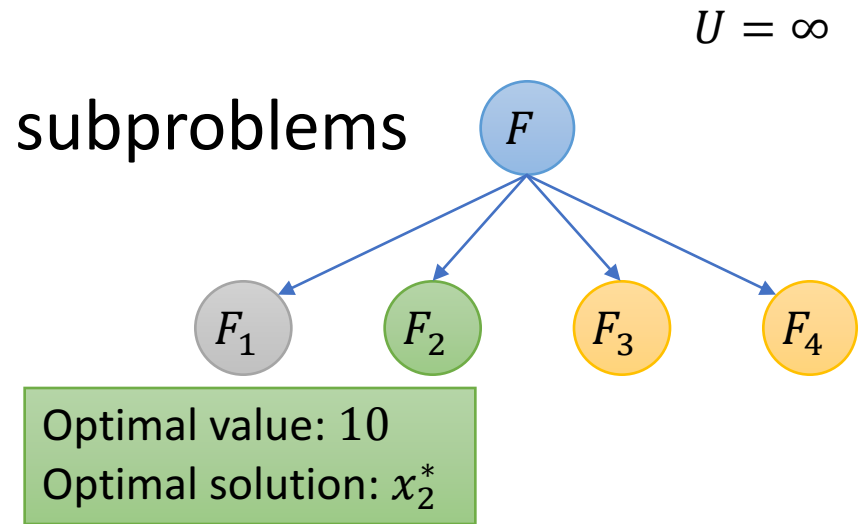 U = ∞
subproblems
F
F₁ F₂ F₃ F₄
Optimal value: 10
Optimal solution: x₂*